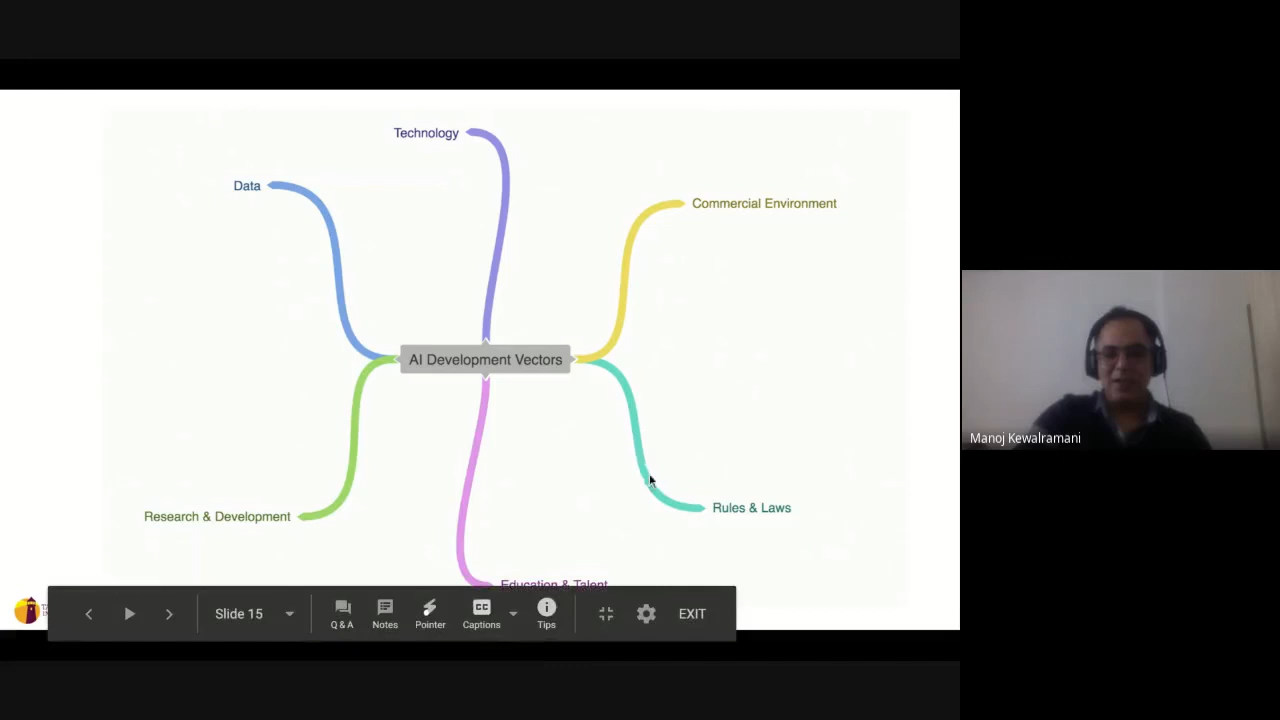 Technology
Data
Commercial Environment
AI Development Vectors
Manoj Kewalramani
Rules & Laws
Research & Development
Education & Talent
Slide 15
Q & A
Notes
Pointer
CC
Captions
Tips
EXIT